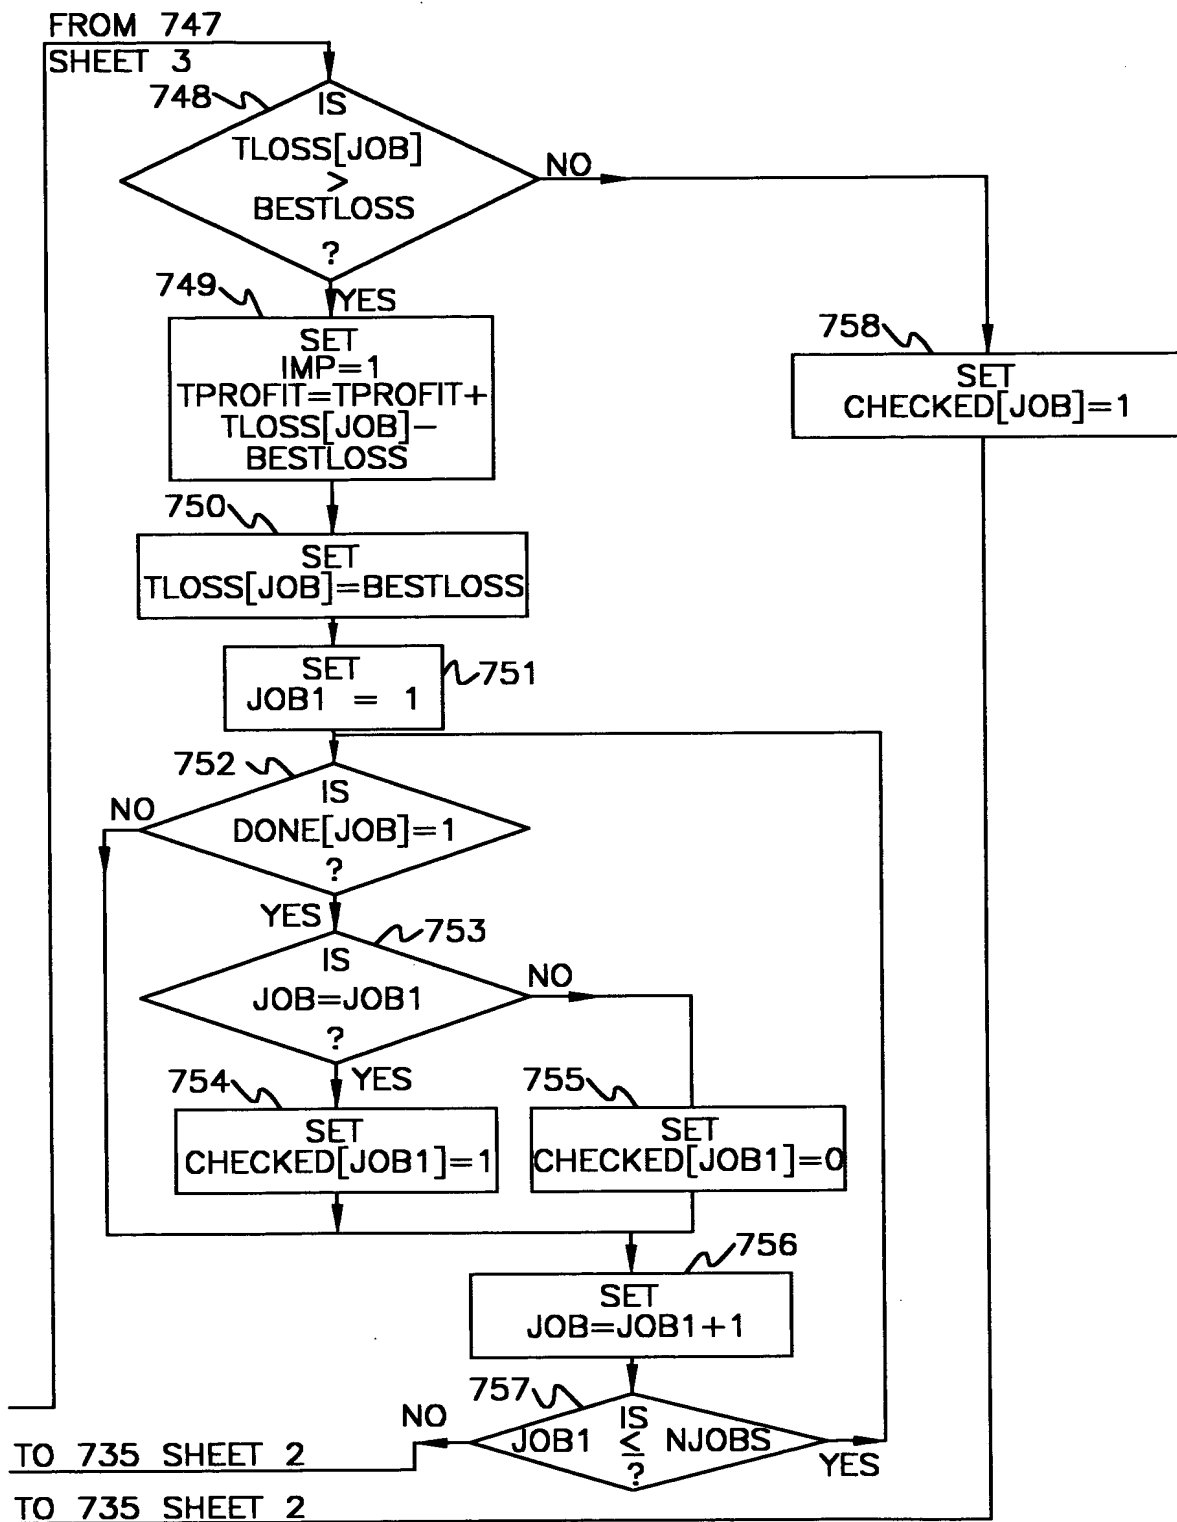 FROM 747
SHEET 3
748
IS
TLOSS[JOB]
>
BESTLOSS
?
NO
YES
749
SET
IMP=1
TPROFIT=TPROFIT+
TLOSS[JOB]-
BESTLOSS
758
SET
CHECKED[JOB]=1
750
SET
TLOSS[JOB]=BESTLOSS
SET
JOB1 = 1
751
752
IS
DONE[JOB]=1
?
NO
YES
753
IS
JOB=JOB1
?
NO
YES
754
SET
CHECKED[JOB1]=1
755
SET
CHECKED[JOB1]=0
756
SET
JOB=JOB1+1
757
IS
JOB1 ≤ NJOBS
?
NO
YES
TO 735 SHEET 2
TO 735 SHEET 2